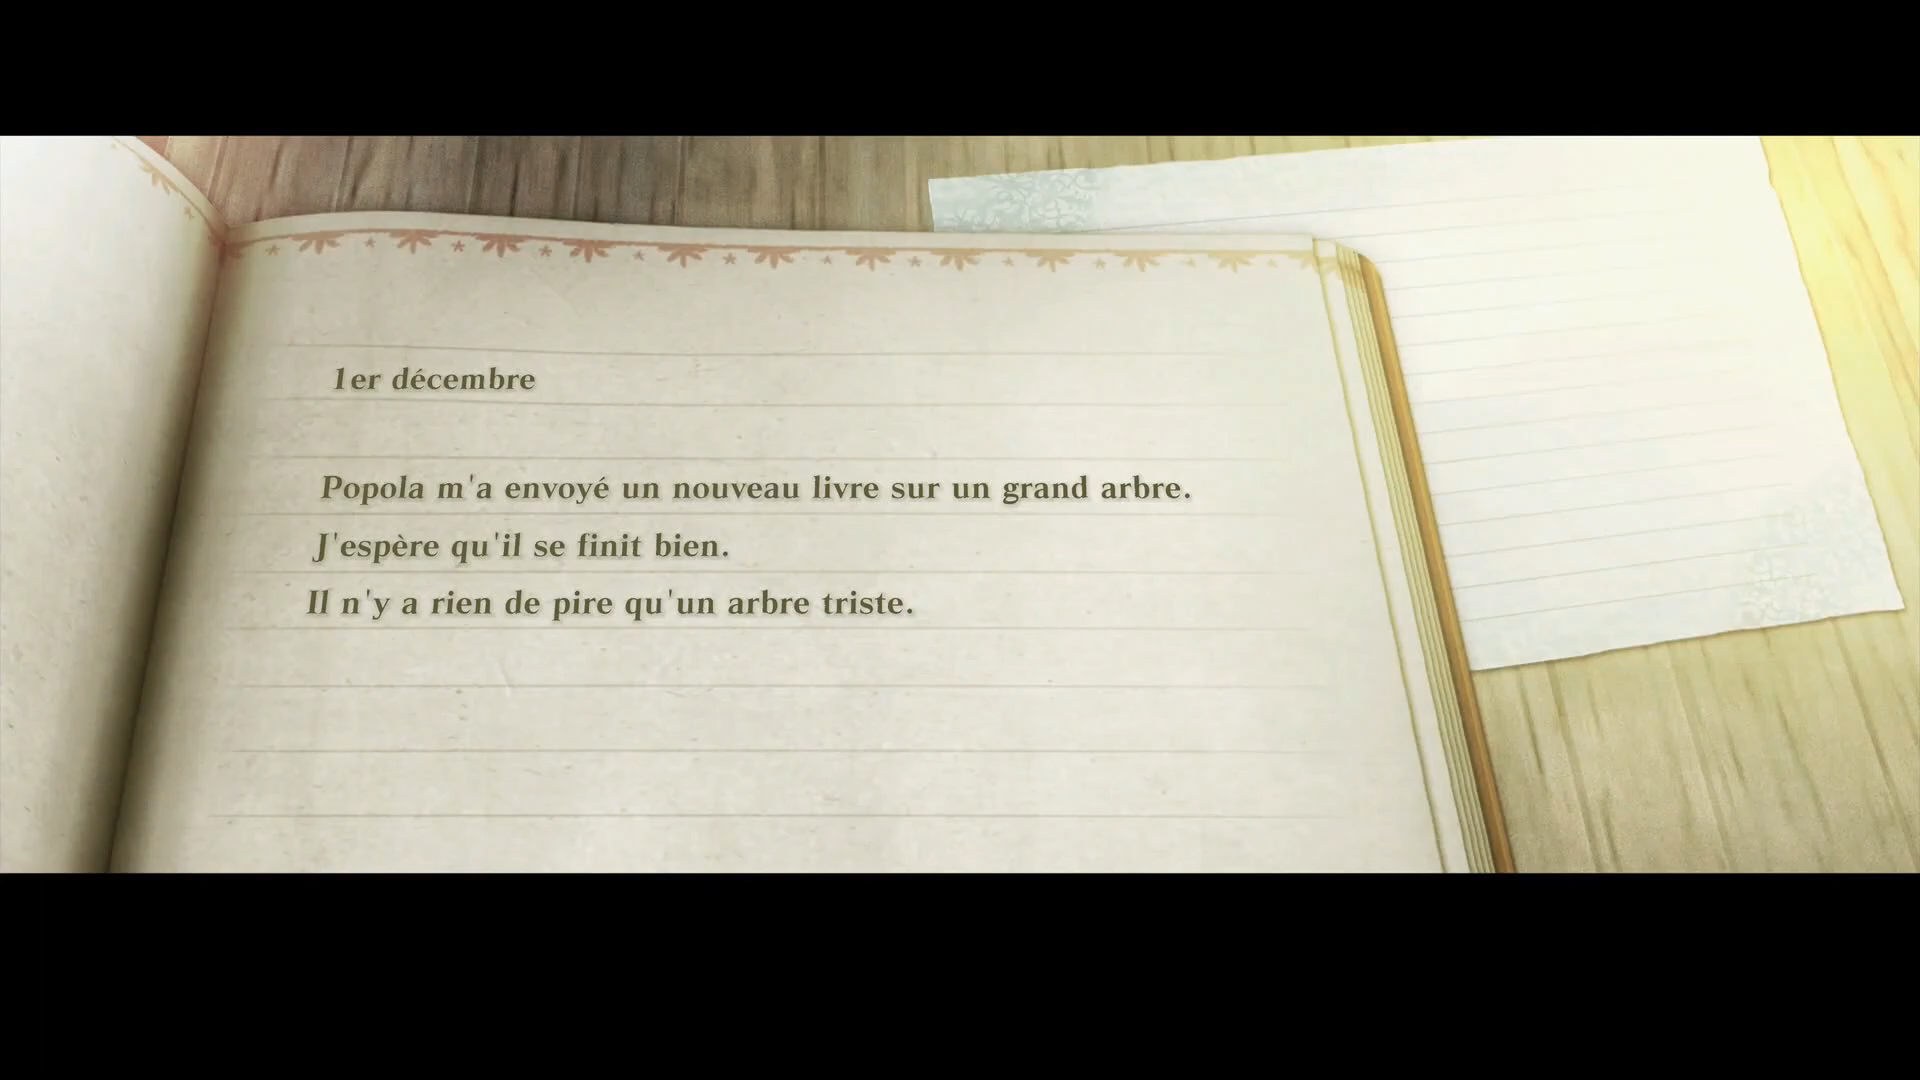 1er décembre
Popola m'a envoyé un nouveau livre sur un grand arbre.
J'espère qu'il se finit bien.
Il n'y a rien de pire qu'un arbre triste.